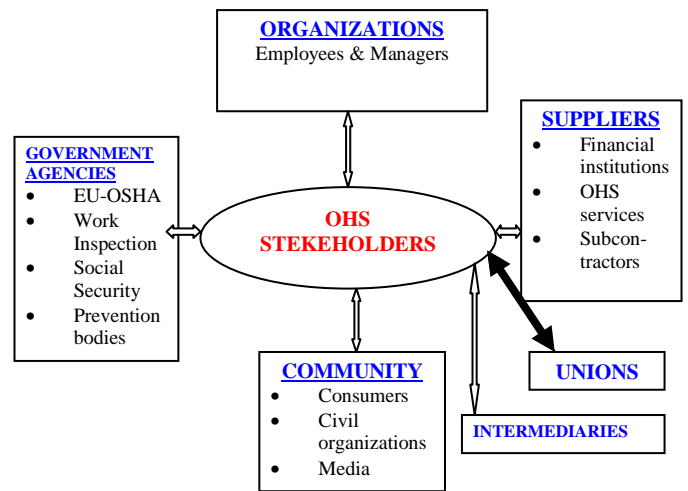 ORGANIZATIONS
Employees & Managers
GOVERNMENT
AGENCIES
• EU-OSHA
• Work
Inspection
• Social
Security
• Prevention
bodies
OHS
STEKEHOLDERS
SUPPLIERS
• Financial
institutions
• OHS
services
• Subcon-
tractors
COMMUNITY
• Consumers
• Civil
organizations
• Media
UNIONS
INTERMEDIARIES